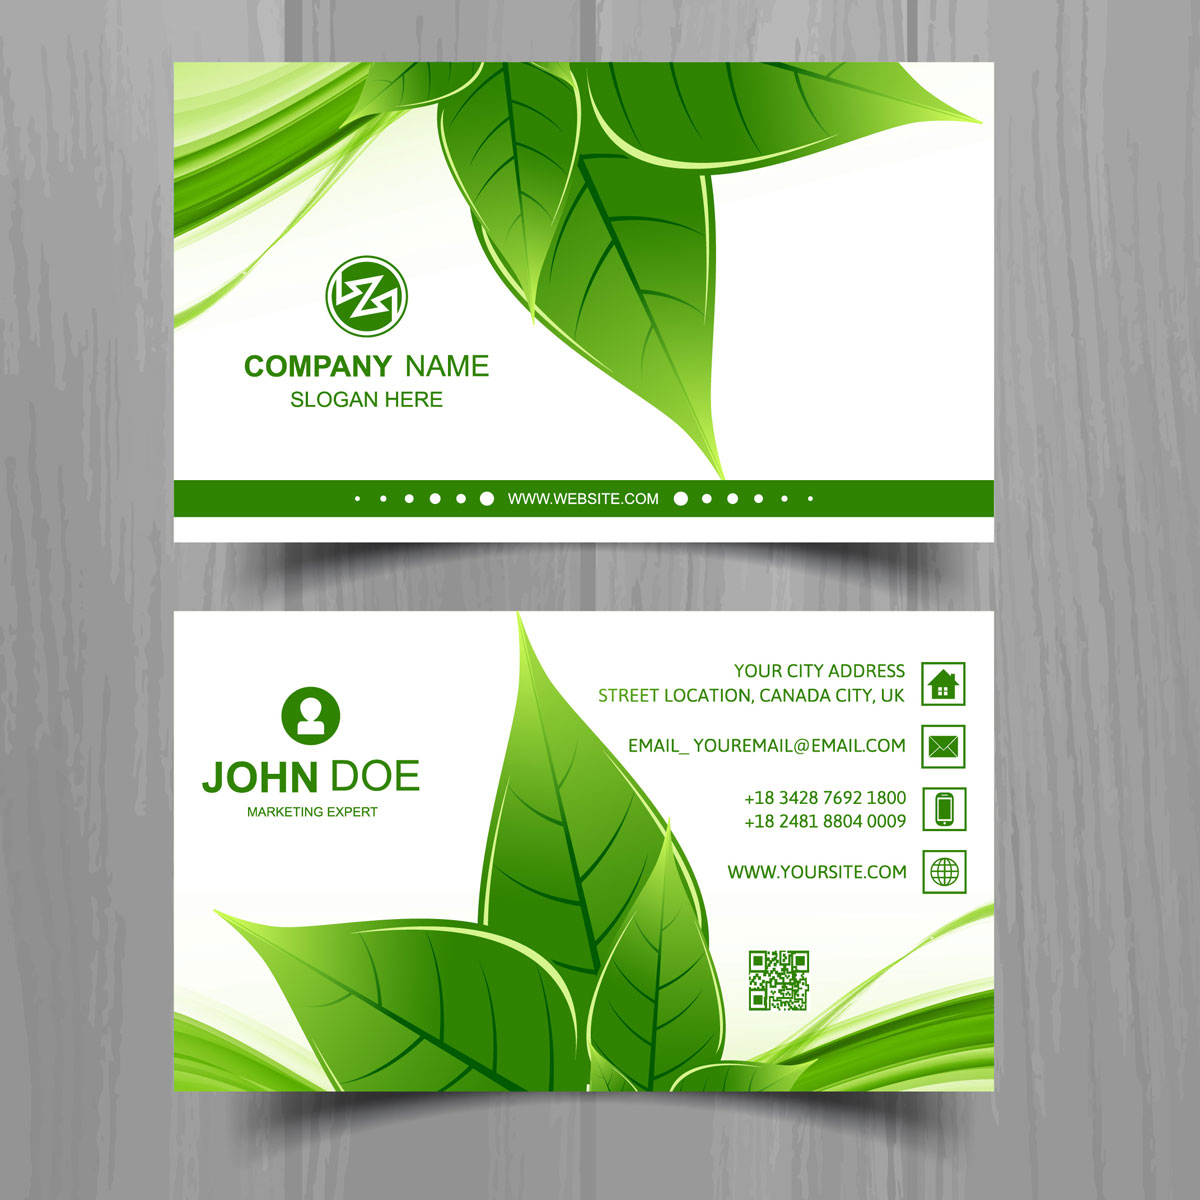 COMPANY NAME
SLOGAN HERE
WWW.WEBSITE.COM
JOHN DOE
MARKETING EXPERT
YOUR CITY ADDRESS
STREET LOCATION, CANADA CITY, UK
EMAIL_ YOUREMAIL@EMAIL.COM
+18 3428 7692 1800
+18 2481 8804 0009
WWW.YOURSITE.COM